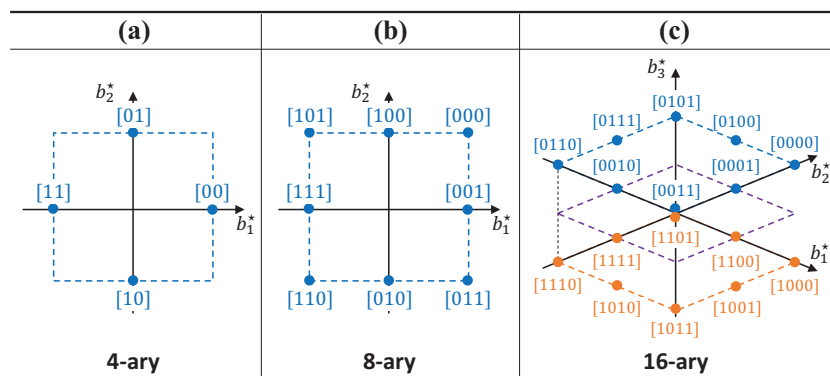 (a) (b) (c)
b₂* b₂* b₃*
[01] [101] [100] [000] [0101]
[0111] [0100]
[0110] [0000]
b₂*
[11] [00] [111] [001] [0010] [0001]
[0011]
b₁* b₁* [1101]
[1111] [1100] b₁*
[1110] [1000]
[10] [110] [010] [011] [1010] [1001]
[1011]
4-ary 8-ary 16-ary